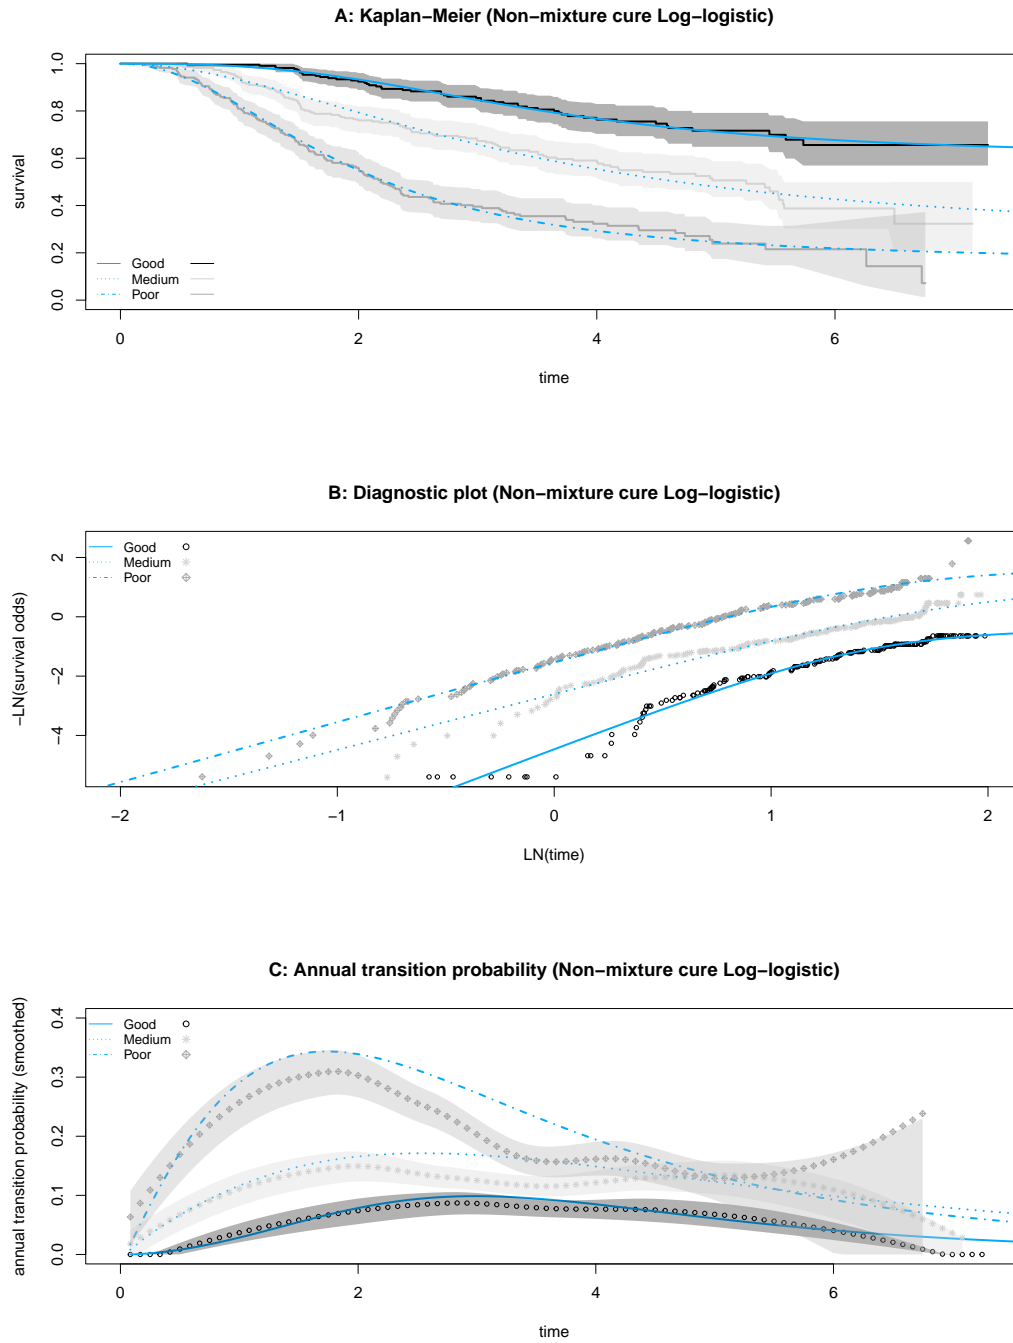 A: Kaplan−Meier (Non−mixture cure Log−logistic)
survival
1.0
0.8
0.6
0.4
0.2
0.0
Good
Medium
Poor
0 2 4 6
time
B: Diagnostic plot (Non−mixture cure Log−logistic)
−LN(survival odds)
2
0
−2
−4
Good
Medium
Poor
−2 −1 0 1 2
LN(time)
C: Annual transition probability (Non−mixture cure Log−logistic)
annual transition probability (smoothed)
0.4
0.3
0.2
0.1
0.0
Good
Medium
Poor
0 2 4 6
time